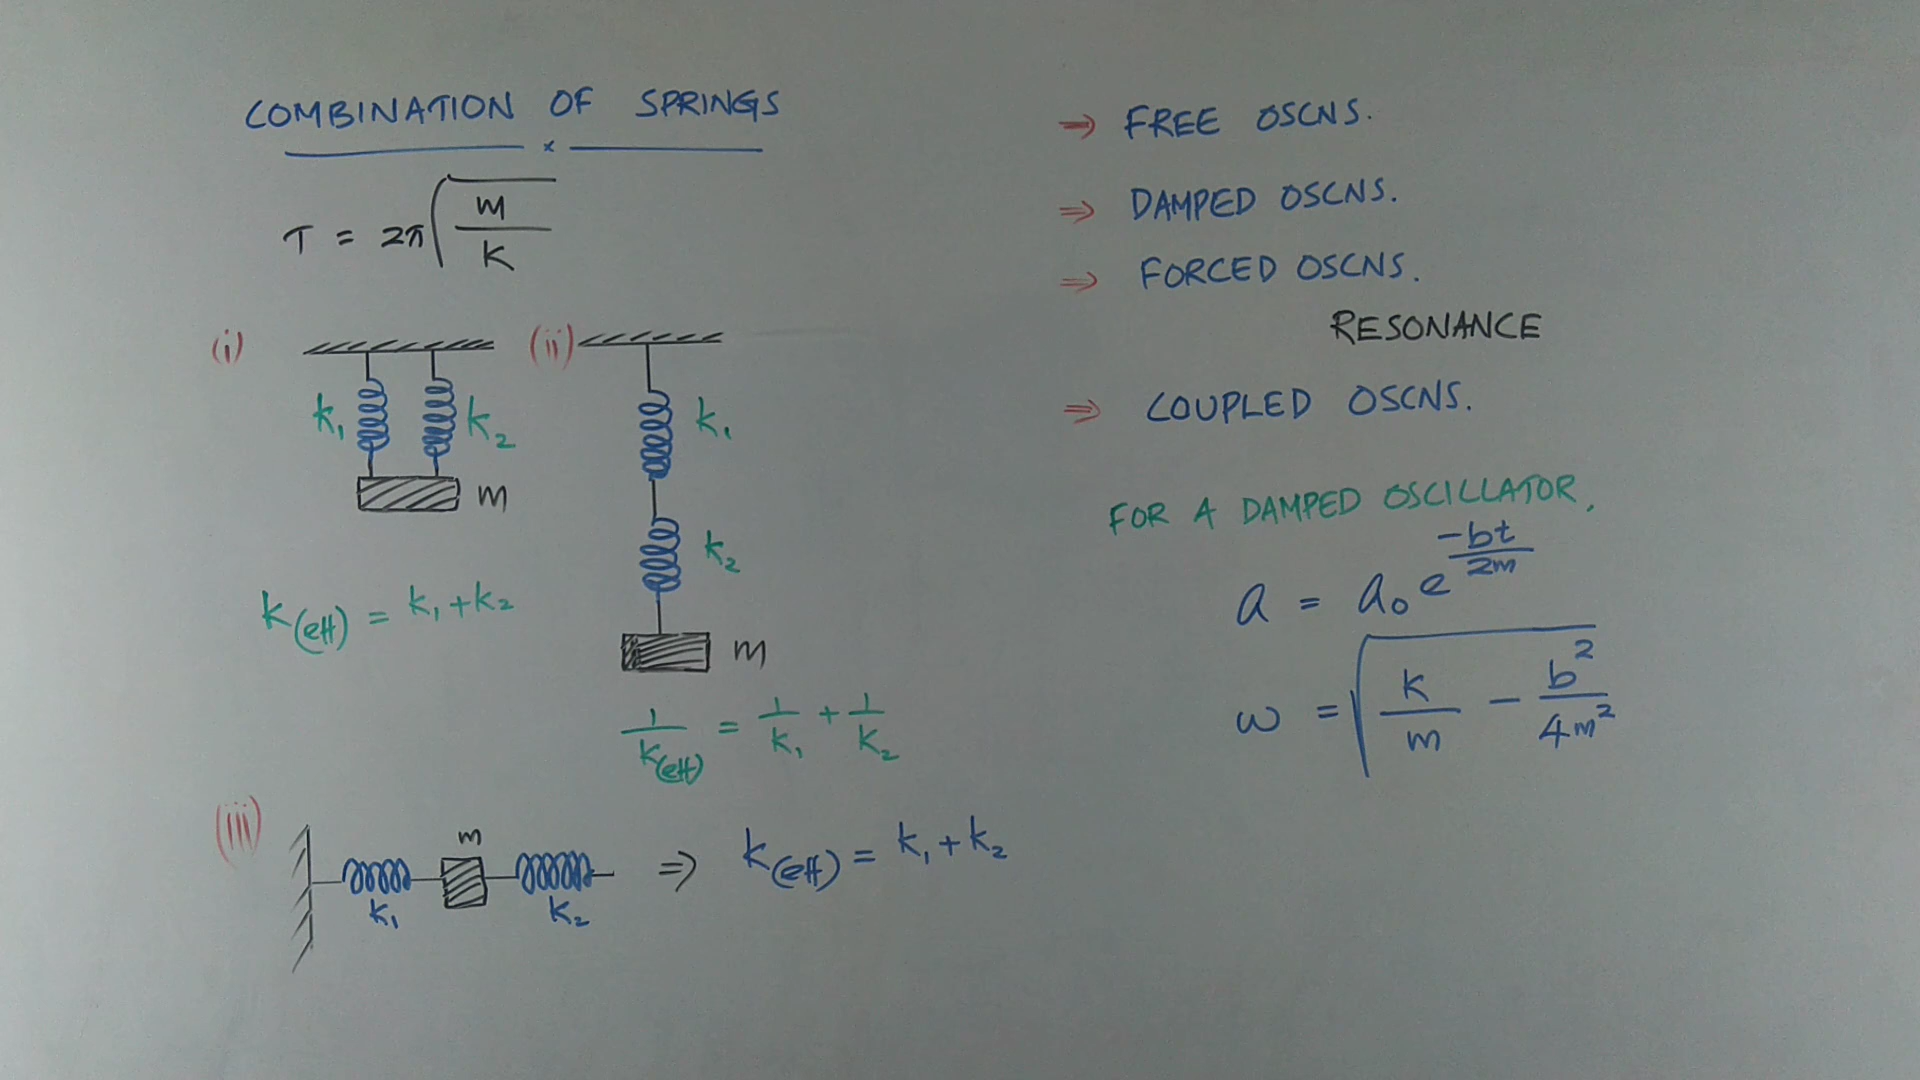 COMBINATION OF SPRINGS
x
T = 2π√(m/K)
(i)
k₁
k₂
m
k(eff) = k₁ + k₂
(ii)
k₁
k₂
m
1/k(eff) = 1/k₁ + 1/k₂
(iii)
m
k₁
k₂
⇒ k(eff) = k₁ + k₂
⇒ FREE OSCNS.
⇒ DAMPED OSCNS.
⇒ FORCED OSCNS.
RESONANCE
⇒ COUPLED OSCNS.
FOR A DAMPED OSCILLATOR,
a = a₀ e^(-bt/2m)
ω = √(k/m - b²/4m²)